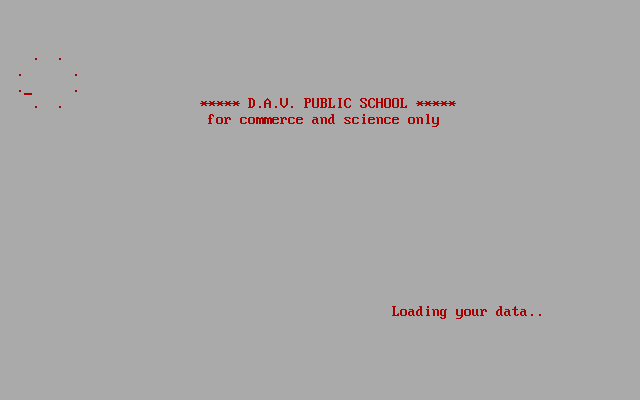 ***** D.A.V. PUBLIC SCHOOL *****
for commerce and science only
Loading your data..